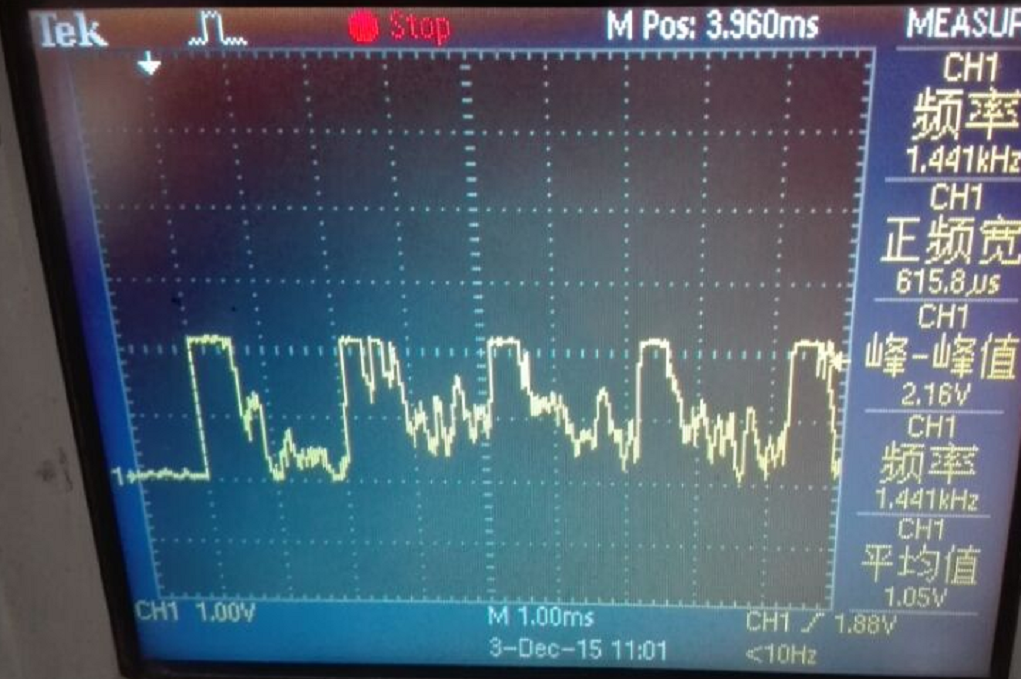 Tek Stop M Pos: 3.960ms MEASUR
CH1
频率
1.441kHz
CH1
正频宽
615.8µs
CH1
峰-峰值
2.16V
CH1
频率
1.441kHz
CH1
平均值
1.05V
1
CH1 1.00V M 1.00ms CH1 1.88V
3-Dec-15 11:01 <10Hz